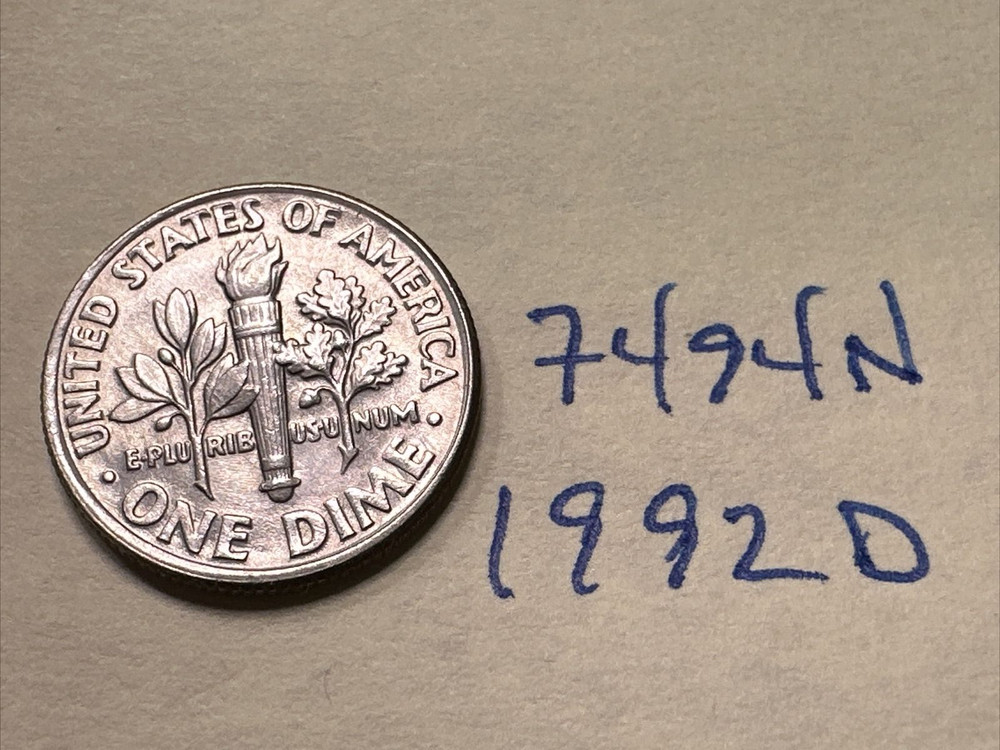 UNITED STATES OF AMERICA
E·PLURIBUS·UNUM
· ONE DIME ·
7494N
1992D